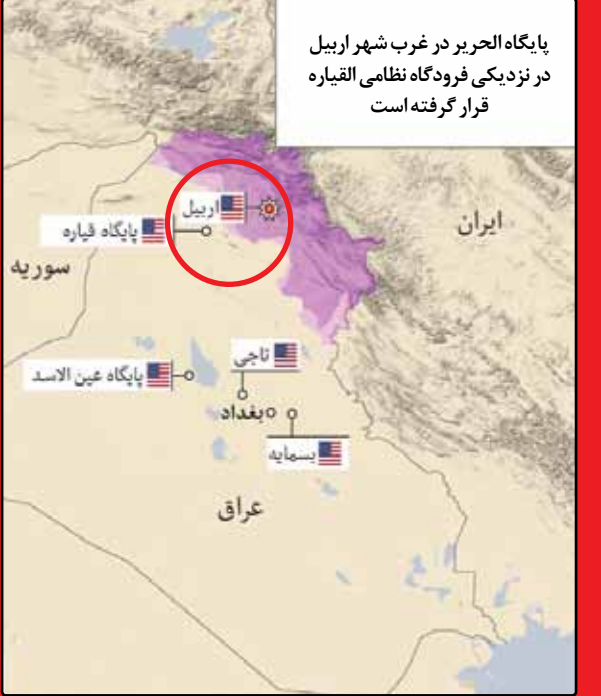 پایگاه الحریر در غرب شهر اربیل
در نزدیکی فرودگاه نظامی القیاره
قرار گرفته است
ایران
اربیل
پایگاه قیاره
سوریه
تاجی
پایگاه عین الاسد
بغداد
بسمایه
عراق